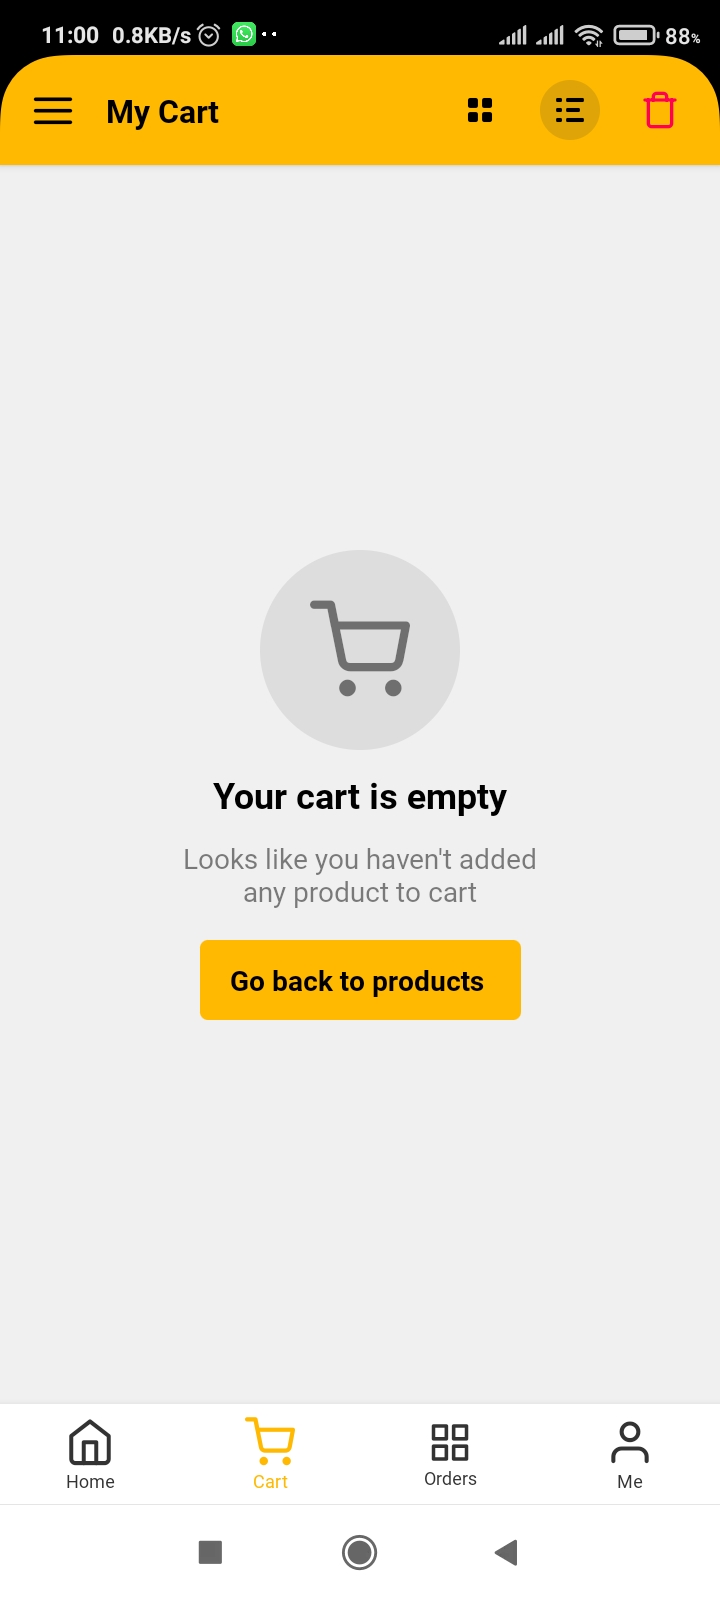 11:00 0.8KB/s 88%
My Cart
Your cart is empty
Looks like you haven't added
any product to cart
Go back to products
Home Cart Orders Me